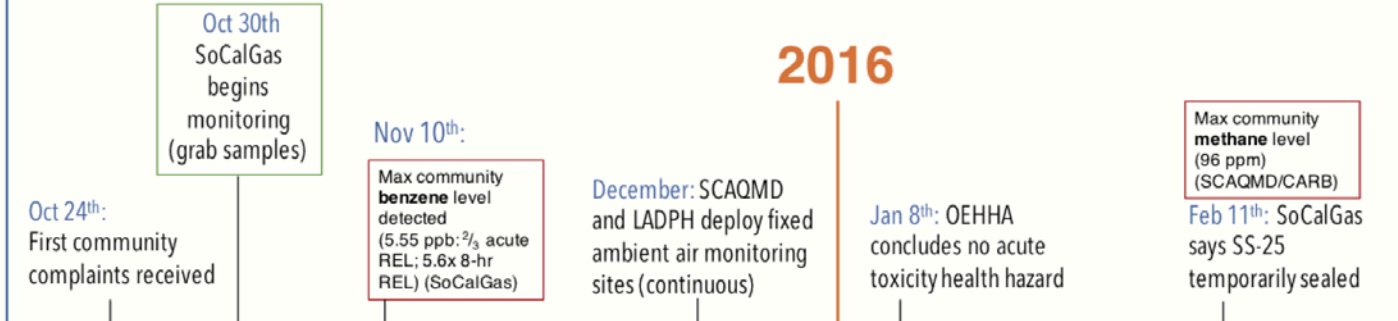 Oct 30th
SoCalGas
begins
monitoring
(grab samples)
Oct 24th:
First community
complaints received
Nov 10th:
Max community
benzene level
detected
(5.55 ppb: 2/3 acute
REL; 5.6x 8-hr
REL) (SoCalGas)
December: SCAQMD
and LADPH deploy fixed
ambient air monitoring
sites (continuous)
2016
Jan 8th: OEHHA
concludes no acute
toxicity health hazard
Max community
methane level
(96 ppm)
(SCAQMD/CARB)
Feb 11th: SoCalGas
says SS-25
temporarily sealed